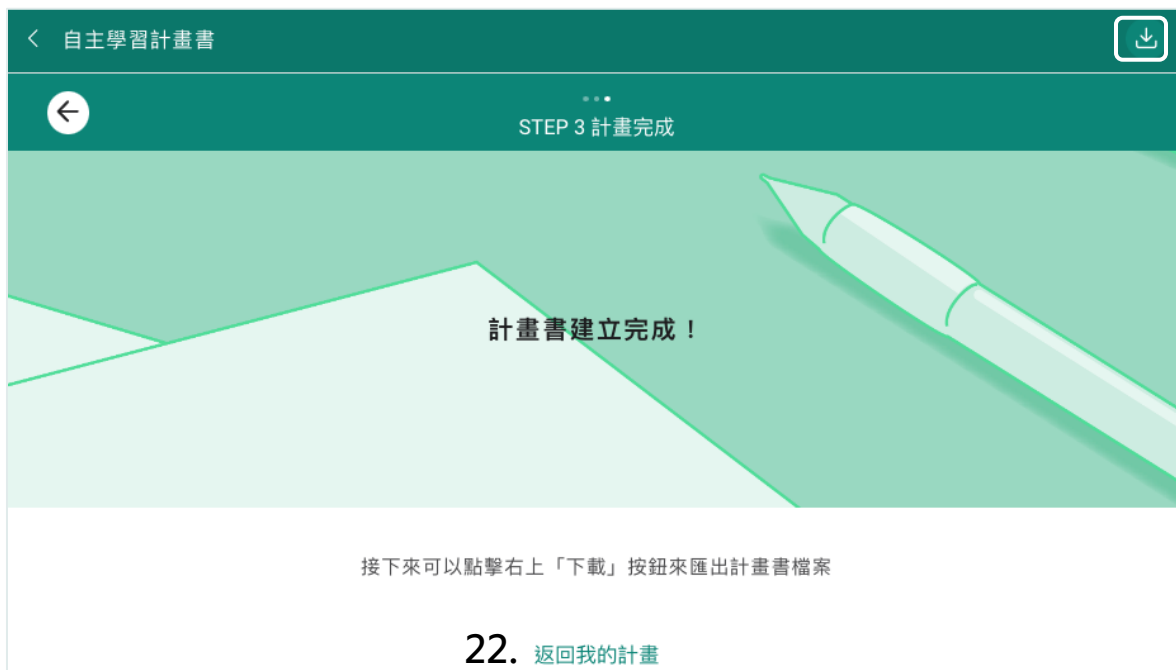 自主學習計畫書
STEP 3 計畫完成
計畫書建立完成！
接下來可以點擊右上「下載」按鈕來匯出計畫書檔案
22. 返回我的計畫